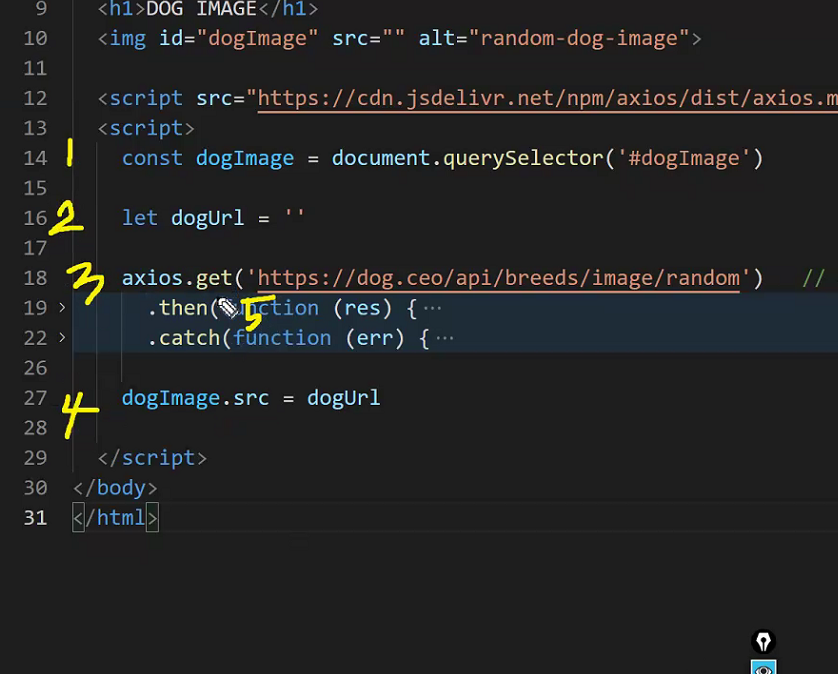 9 <h1>DOG IMAGE</h1>
10 <img id="dogImage" src="" alt="random-dog-image">
11
12 <script src="https://cdn.jsdelivr.net/npm/axios/dist/axios.m
13 <script>
1
14 const dogImage = document.querySelector('#dogImage')
15
2
16 let dogUrl = ''
17
3
18 axios.get('https://dog.ceo/api/breeds/image/random') //
19 > .then(function (res) { ···
5
22 > .catch(function (err) { ···
26
4
27 dogImage.src = dogUrl
28
29 </script>
30 </body>
31 </html>